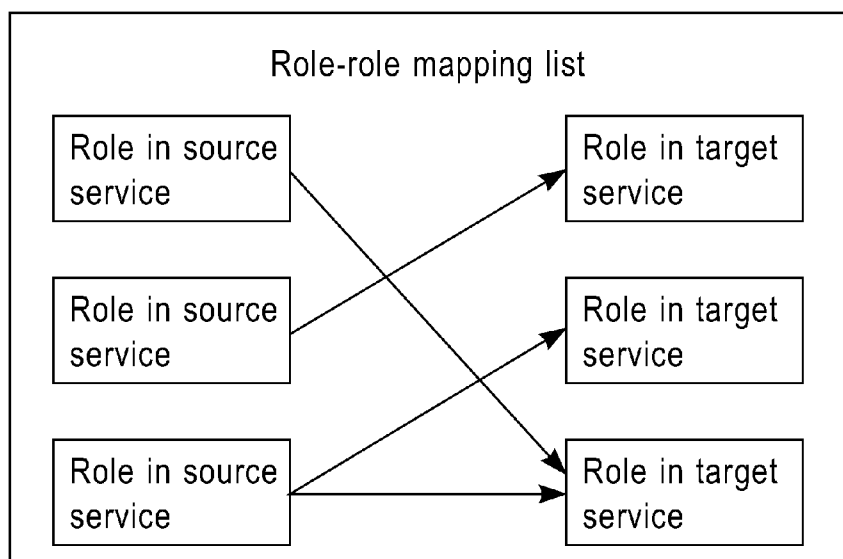 Role-role mapping list
Role in source
service
Role in target
service
Role in source
service
Role in target
service
Role in source
service
Role in target
service